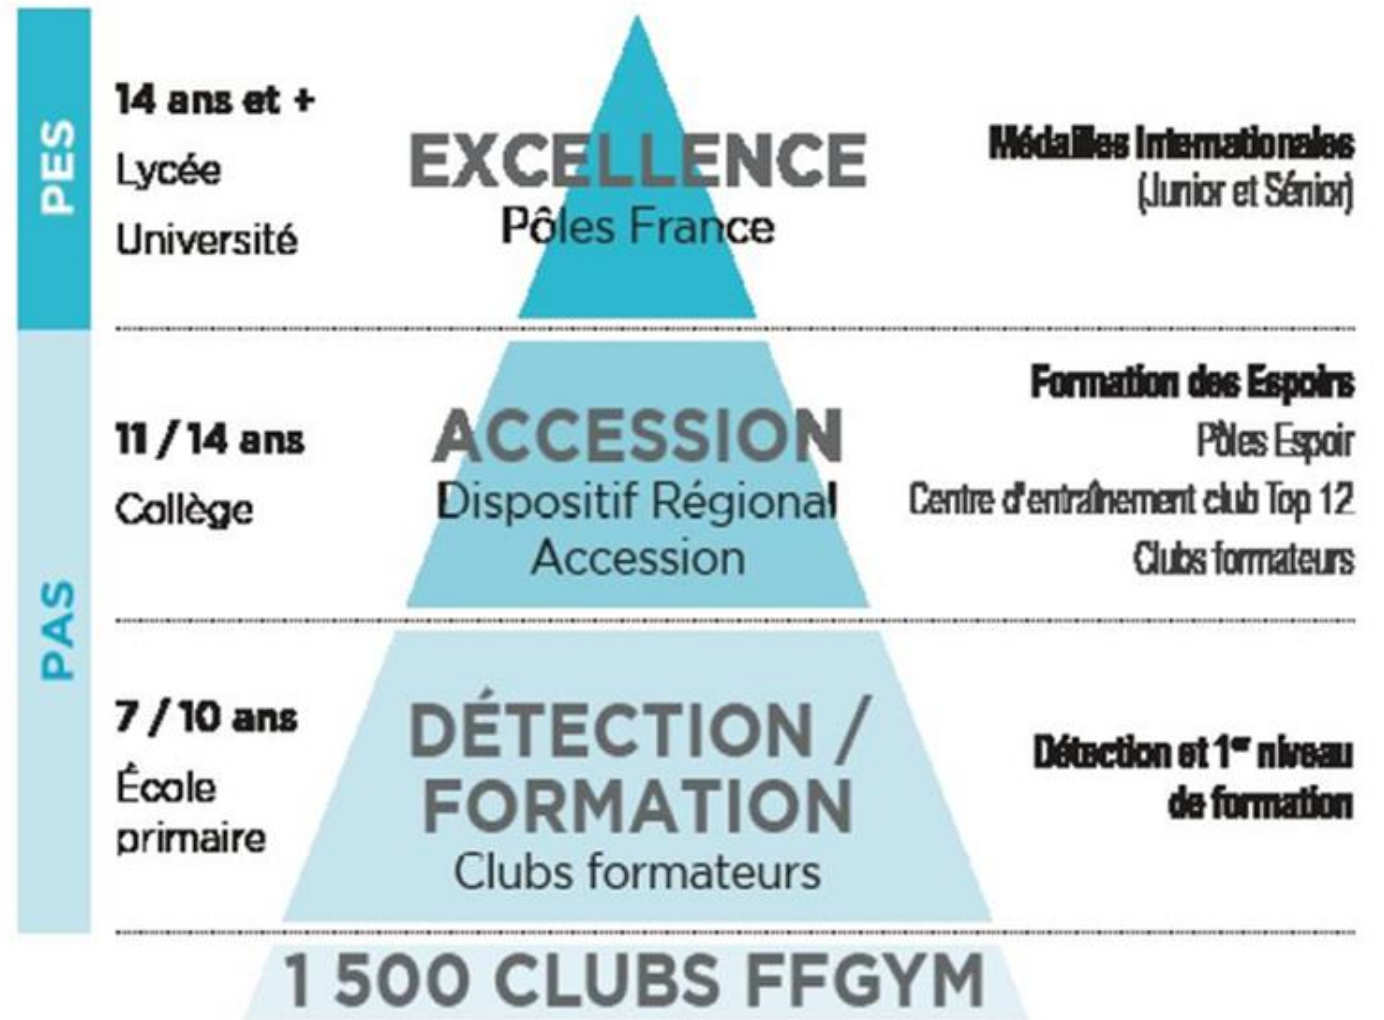 PES
14 ans et +
Lycée
Université
EXCELLENCE
Pôles France
Médailles Internationales
(Junior et Sénior)
PAS
11 / 14 ans
Collège
ACCESSION
Dispositif Régional
Accession
Formation des Espoirs
Pôles Espoir
Centre d'entraînement club Top 12
Clubs formateurs
7 / 10 ans
École
primaire
DÉTECTION /
FORMATION
Clubs formateurs
Détection et 1er niveau
de formation
1 500 CLUBS FFGYM